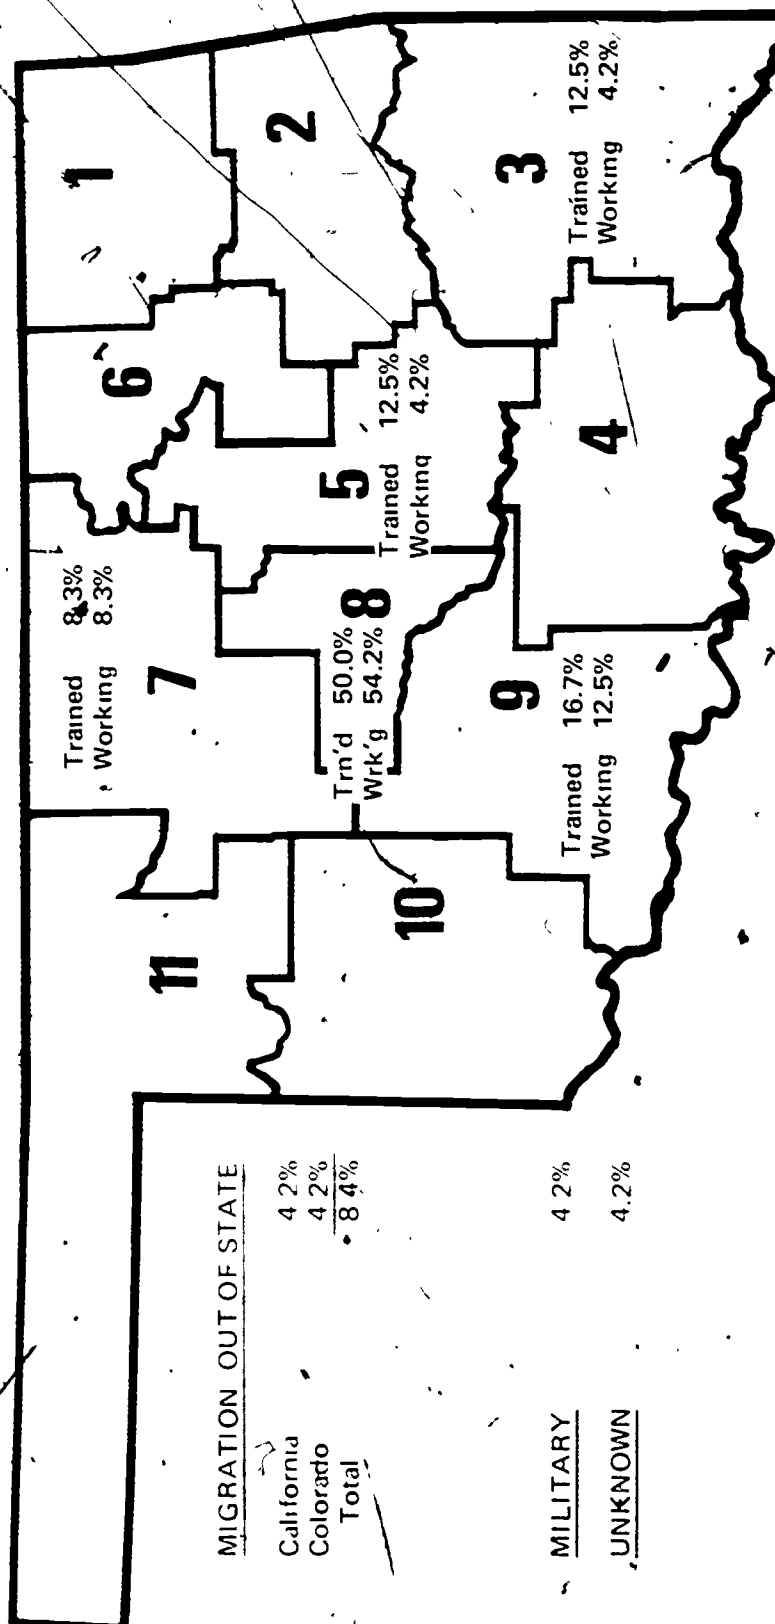 1
2
6
3
Trained 12.5%
Working 4.2%
5
Trained 12.5%
Working 4.2%
4
7
Trained 8.3%
Working 8.3%
8
Trn'd 50.0%
Wrk'g 54.2%
9
Trained 16.7%
Working 12.5%
11
10
MIGRATION OUT OF STATE
California 4 2%
Colorado 4 2%
Total 8 4%
MILITARY 4 2%
UNKNOWN 4.2%